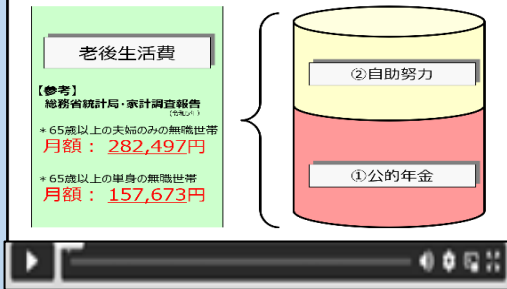 老後生活費
【参考】
総務省統計局・家計調査報告
＊65歳以上の夫婦のみの無職世帯
月額： 282,497円
＊65歳以上の単身の無職世帯
月額： 157,673円
②自助努力
①公的年金